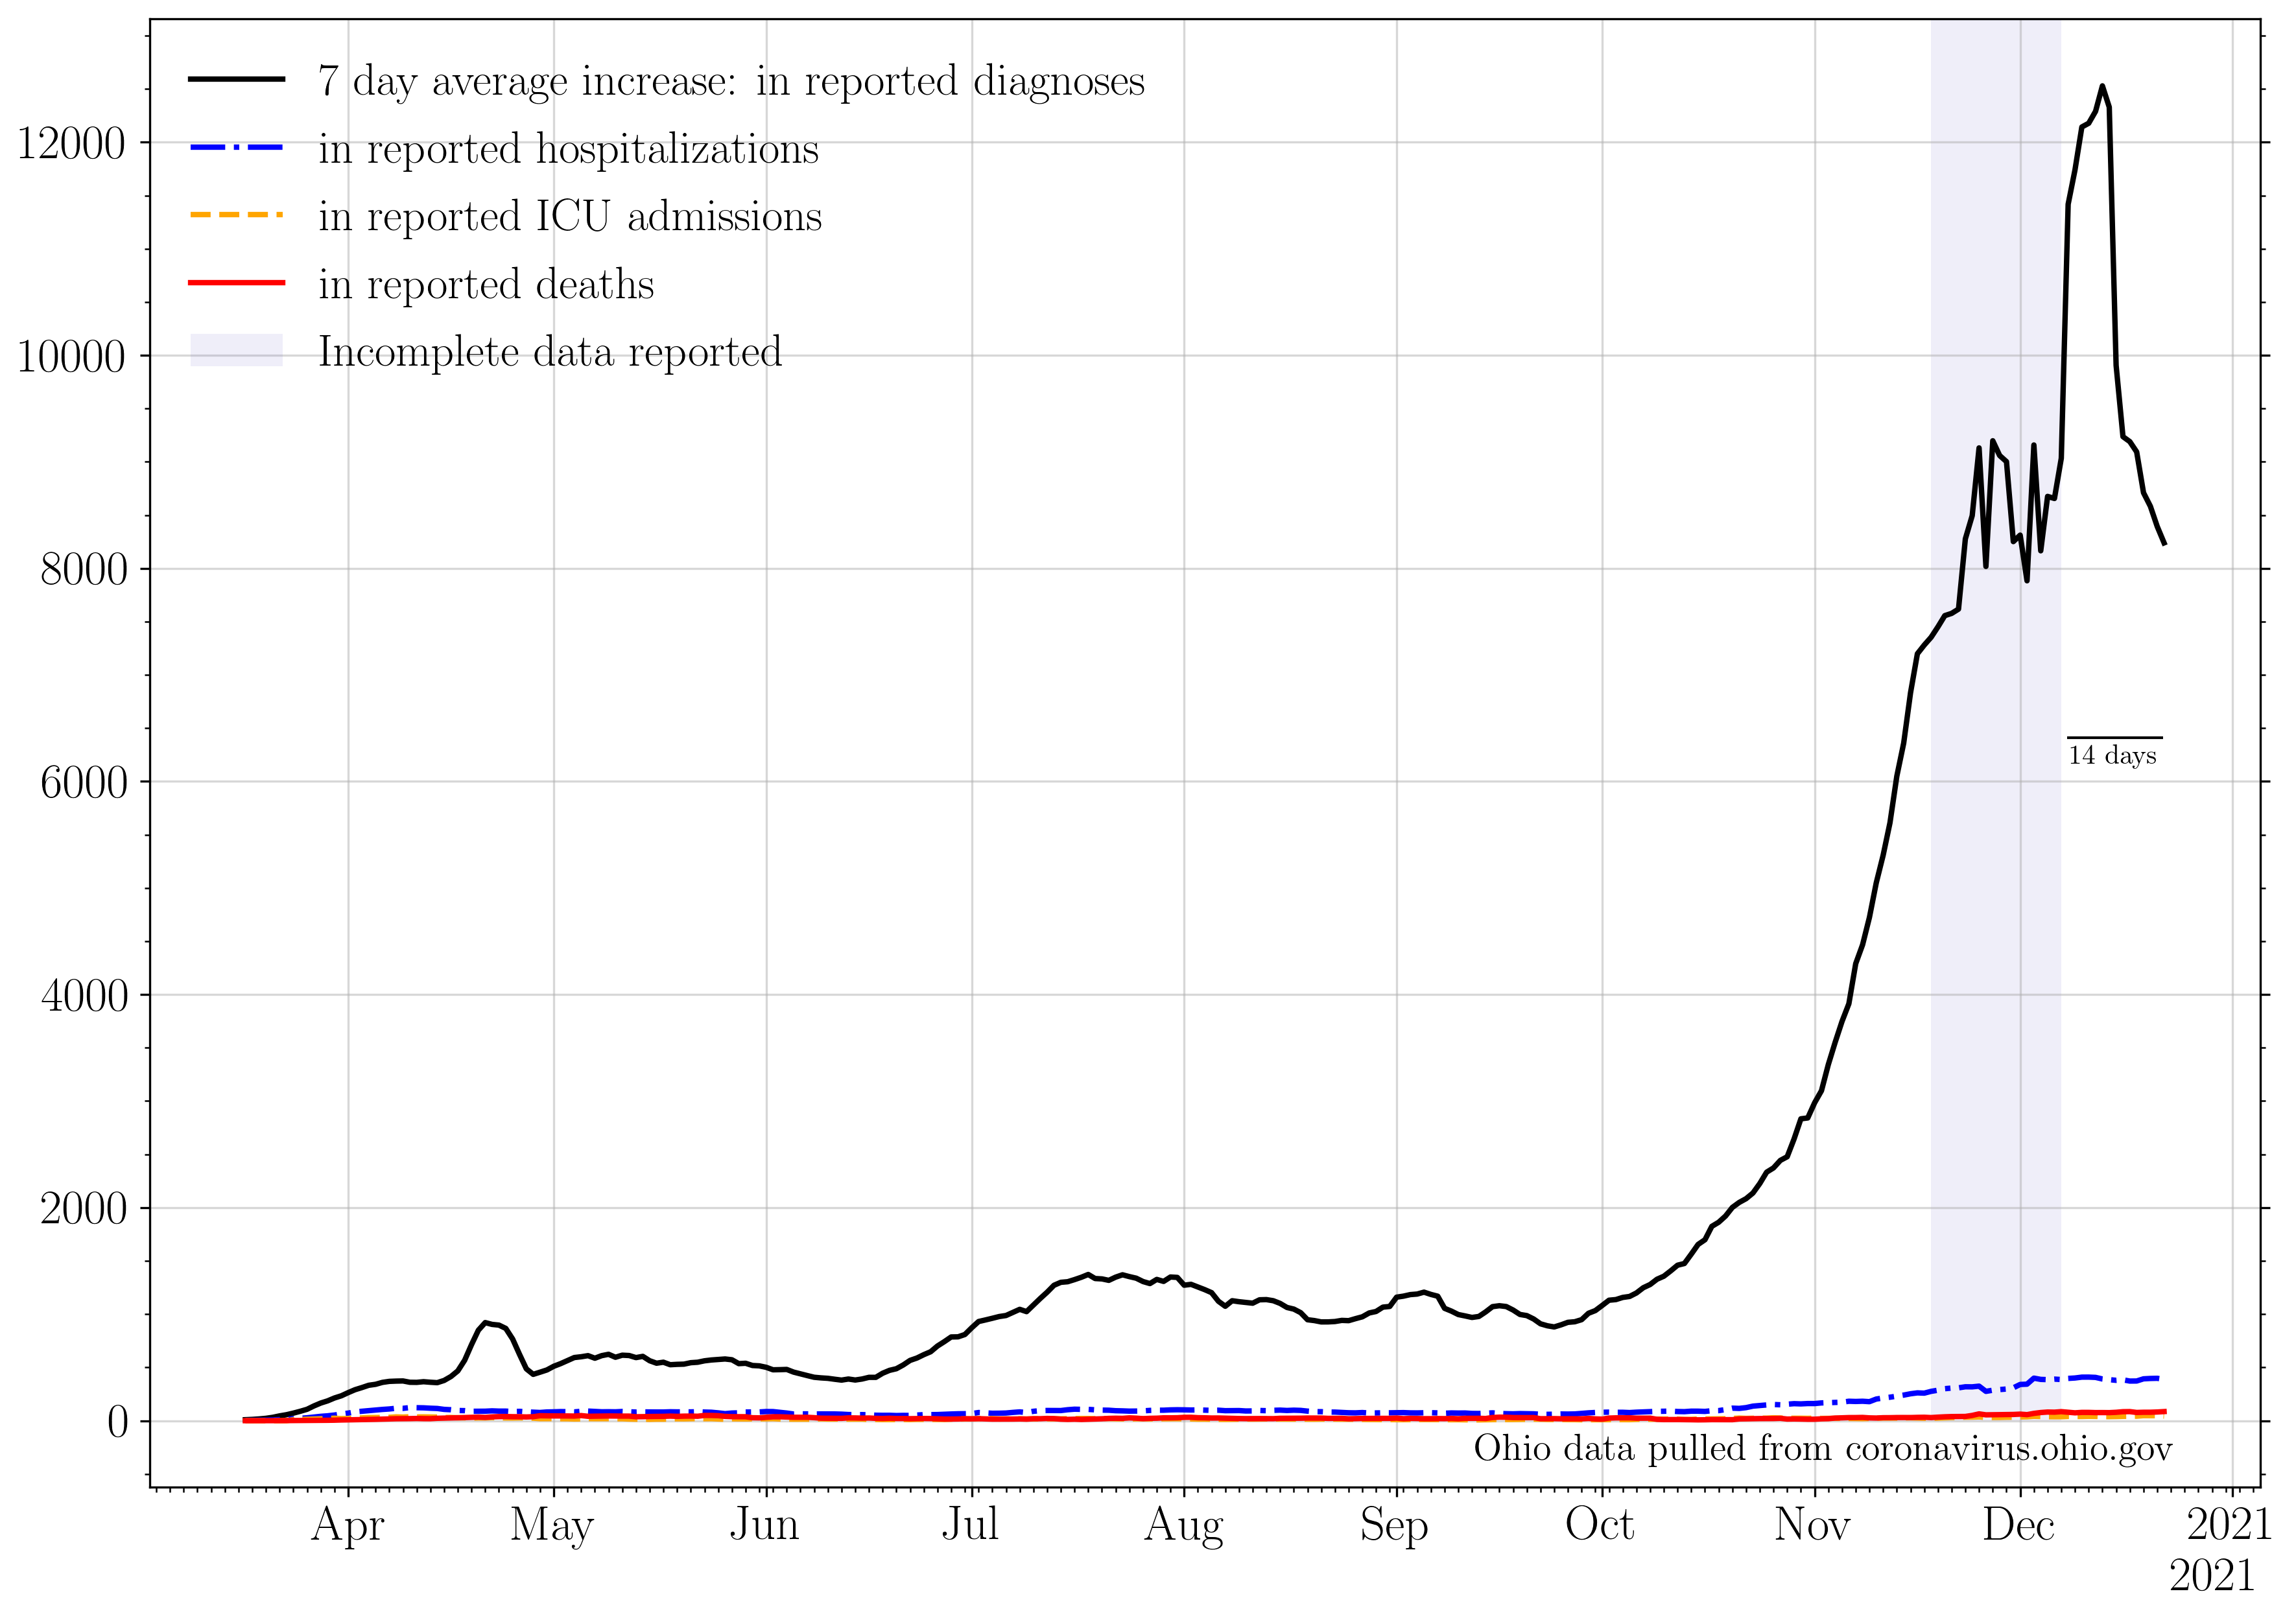 7 day average increase: in reported diagnoses
in reported hospitalizations
in reported ICU admissions
in reported deaths
Incomplete data reported
12000
10000
8000
6000
4000
2000
0
14 days
Ohio data pulled from coronavirus.ohio.gov
Apr May Jun Jul Aug Sep Oct Nov Dec 2021
2021